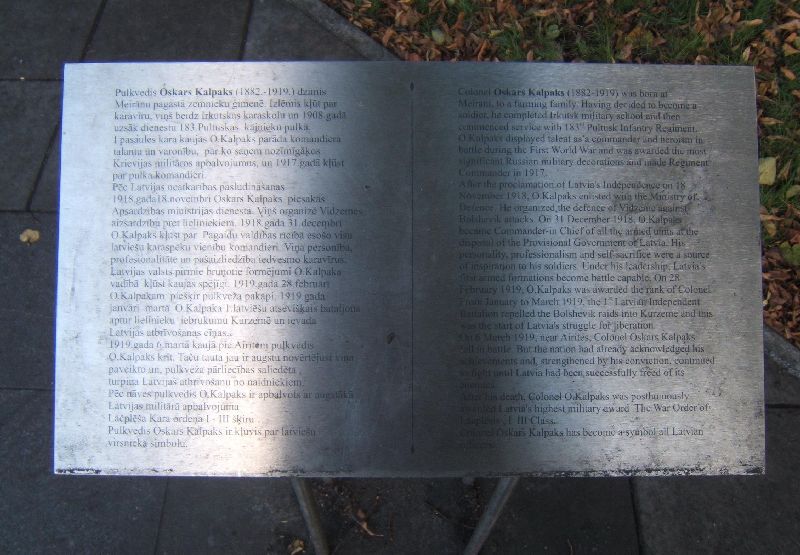 Pulkvedis Oskars Kalpaks (1882.-1919.) dzimis
Meirānu pagastā zemnieku ģimenē. Izlēmis kļūt par
karavīru, viņš beidz Irkutskas karaskolu un 1908.gadā
uzsāk dienestu 183.Pultuskas kājnieku pulkā.
I pasaules kara kaujās O.Kalpaks parāda komandiera
talantu un varonību, par ko saņem nozīmīgākos
Krievijas militāros apbalvojumus, un 1917.gadā kļūst
par pulka komandieri.
Pēc Latvijas neatkarības pasludināšanas
1918.gada18.novembrī Oskars Kalpaks piesakās
Apsardzības ministrijas dienestā. Viņš organizē Vidzemes
aizsardzību pret lieliniekiem. 1918.gada 31.decembrī
O.Kalpaks kļūst par Pagaidu valdības rīcībā esošo visu
latviešu karaspēku vienību komandieri. Viņa personība,
profesionalitāte un pašaizliedzība iedvesmo karavīrus.
Latvijas valsts pirmie bruņotie formējumi O.Kalpaka
vadībā kļūst kaujas spējīgi. 1919.gada 28.februārī
O.Kalpakam piešķir pulkveža pakāpi. 1919.gada
janvārī- martā O.Kalpaka 1.latviešu atsevišķais bataljons
aptur lielinieku iebrukumu Kurzemē un ievada
Latvijas atbrīvošanas cīņas.
1919.gada 6.martā kaujā pie Airītēm pulkvedis
O.Kalpaks krīt. Taču tauta jau ir augstu novērtējusi viņa
paveikto un, pulkveža pārliecības saliedēta,
turpina Latvijas atbrīvošanu no naidniekiem.
Pēc nāves pulkvedis O.Kalpaks ir apbalvots ar augstāko
Latvijas militārā apbalvojumu
Lāčplēša Kara ordeņa I - III šķiru
Pulkvedis Oskars Kalpaks ir kļuvis par latviešu
virsnieka simbolu.
Colonel Oskars Kalpaks (1882-1919) was born at
Meirani, to a farming family. Having decided to become a
soldier, he completed Irkutsk military school and then
commenced service with 183rd Pultusk Infantry Regiment.
O.Kalpaks displayed talent as a commander and heroism in
battle during the First World War and was awarded the most
significant Russian military decorations and made Regiment
Commander in 1917.
After the proclamation of Latvia's Independence on 18
November 1918, O.Kalpaks enlisted with the Ministry of
Defence. He organized the defence of Vidzeme against
Bolshevik attacks. On 31 December 1918, O.Kalpaks
became Commander-in Chief of all the armed units at the
disposal of the Provisional Government of Latvia. His
personality, professionalism and self-sacrifice were a source
of inspiration to his soldiers. Under his leadership, Latvia's
first armed formations become battle capable. On 28
February 1919, O.Kalpaks was awarded the rank of Colonel.
From January to March 1919, the 1st Latvian Independent
Battalion repelled the Bolshevik raids into Kurzeme and this
was the start of Latvia's struggle for liberation.
On 6 March 1919, near Airites, Colonel Oskars Kalpaks
fell in battle. But the nation had already acknowledged his
achievements and, strengthened by his conviction, continued
to fight until Latvia had been successfully freed of its
enemies.
After his death, Colonel O.Kalpaks was posthumously
awarded Latvia's highest military award The War Order of
Lacplesis, I- III Class.
Colonel Oskars Kalpaks has become a symbol all Latvian